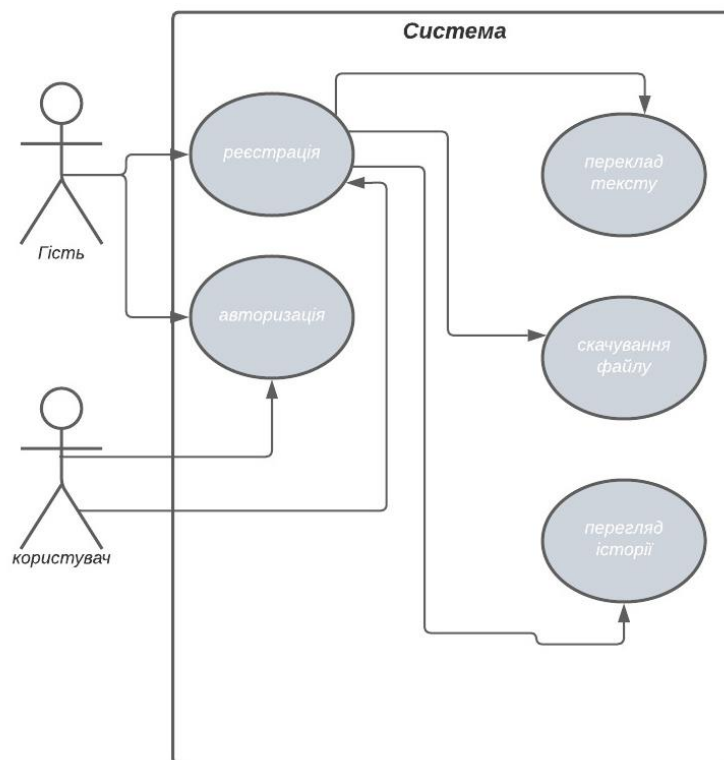 Система
реєстрація
переклад
тексту
Гість
авторизація
скачування
файлу
користувач
перегляд
історії